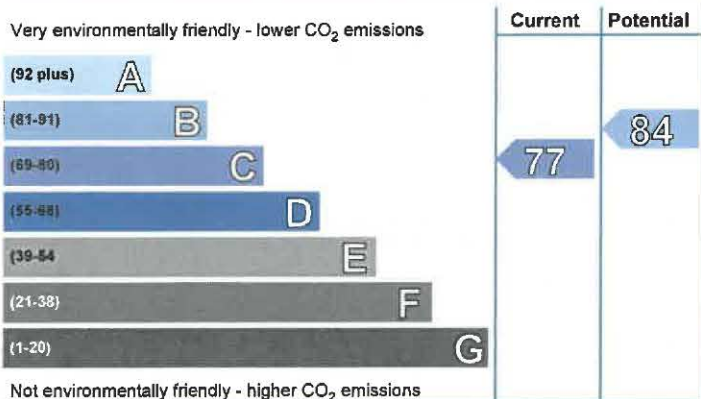 Very environmentally friendly - lower CO₂ emissions
Current Potential
(92 plus) A
(81-91) B
84
(69-80) C
77
(55-68) D
(39-54 E
(21-38) F
(1-20) G
Not environmentally friendly - higher CO₂ emissions